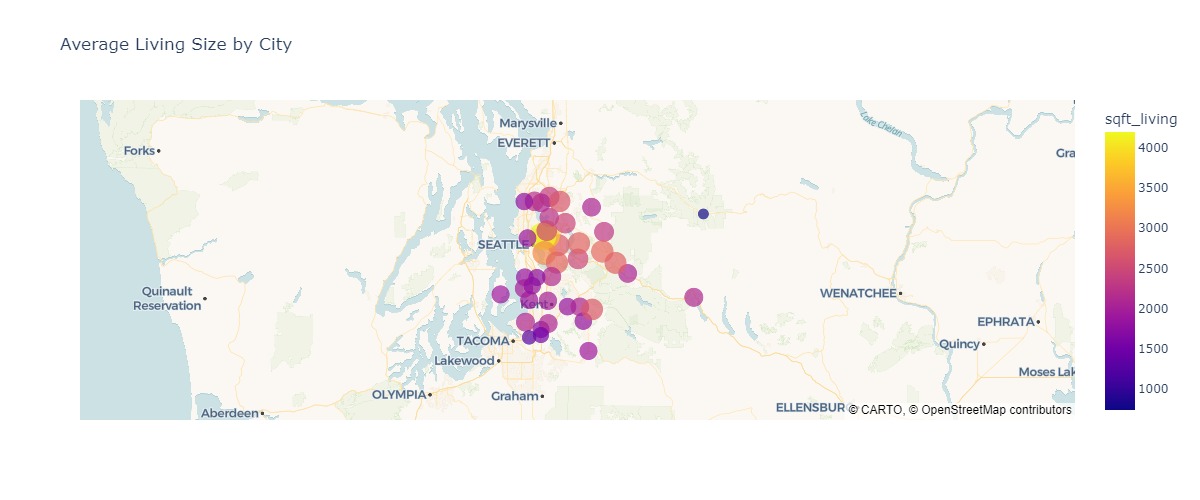 Average Living Size by City
sqft_living
Marysville
EVERETT
Lake Chelan
Forks
Gra
4000
3500
3000
SEATTLE
2500
Quinault
Reservation
WENATCHEE
2000
Kent
EPHRATA
TACOMA
Quincy
1500
Lakewood
Moses Lak
1000
OLYMPIA
Graham
Aberdeen
ELLENSBUR
© CARTO, © OpenStreetMap contributors